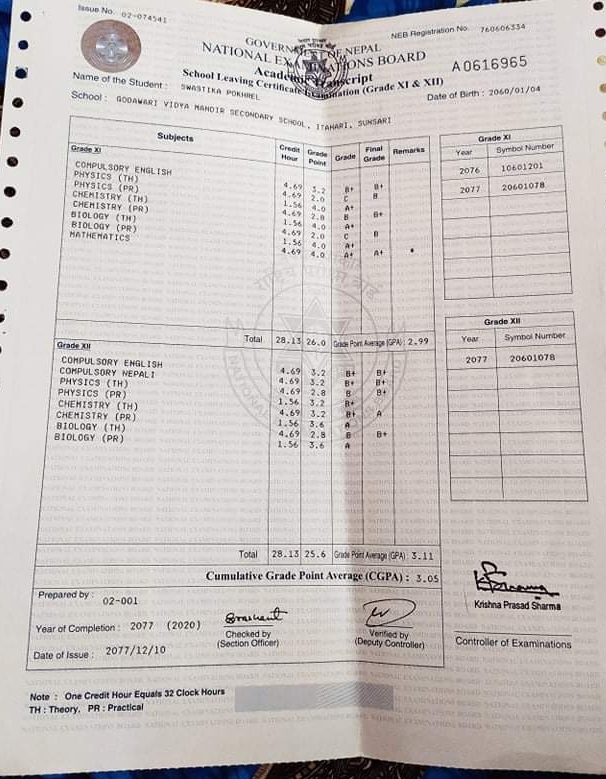 Issue No. 02-074541
NEB Registration No. 760606334
GOVERNMENT OF NEPAL
NATIONAL EXAMINATIONS BOARD
Academic Transcript
A0616965
School Leaving Certificate Examination (Grade XI & XII)
Name of the Student : SWASTIKA POKHREL
Date of Birth : 2060/01/04
School : GODAWARI VIDYA MANDIR SECONDARY SCHOOL, ITAHARI, SUNSARI
Subjects Credit Hour Grade Point Grade Final Grade Remarks
Grade XI
COMPULSORY ENGLISH 4.69 3.2 B+ B+
PHYSICS (TH) 4.69 2.0 C B
PHYSICS (PR) 1.56 4.0 A+
CHEMISTRY (TH) 4.69 2.8 B B+
CHEMISTRY (PR) 1.56 4.0 A+
BIOLOGY (TH) 4.69 2.0 C B
BIOLOGY (PR) 1.56 4.0 A+
MATHEMATICS 4.69 4.0 A+ A+ *
Total 28.13 26.0 Grade Point Average (GPA) : 2.99
Grade XI
Year Symbol Number
2076 10601201
2077 20601078
Grade XII
COMPULSORY ENGLISH 4.69 3.2 B+ B+
COMPULSORY NEPALI 4.69 3.2 B+ B+
PHYSICS (TH) 4.69 2.8 B B+
PHYSICS (PR) 1.56 3.2 B+
CHEMISTRY (TH) 4.69 3.2 B+ A
CHEMISTRY (PR) 1.56 3.6 A
BIOLOGY (TH) 4.69 2.8 B B+
BIOLOGY (PR) 1.56 3.6 A
Total 28.13 25.6 Grade Point Average (GPA) : 3.11
Grade XII
Year Symbol Number
2077 20601078
Cumulative Grade Point Average (CGPA) : 3.05
Prepared by : 02-001
Year of Completion : 2077 (2020)
Date of Issue : 2077/12/10
Checked by
(Section Officer)
Verified by
(Deputy Controller)
Krishna Prasad Sharma
Controller of Examinations
Note : One Credit Hour Equals 32 Clock Hours
TH : Theory, PR : Practical